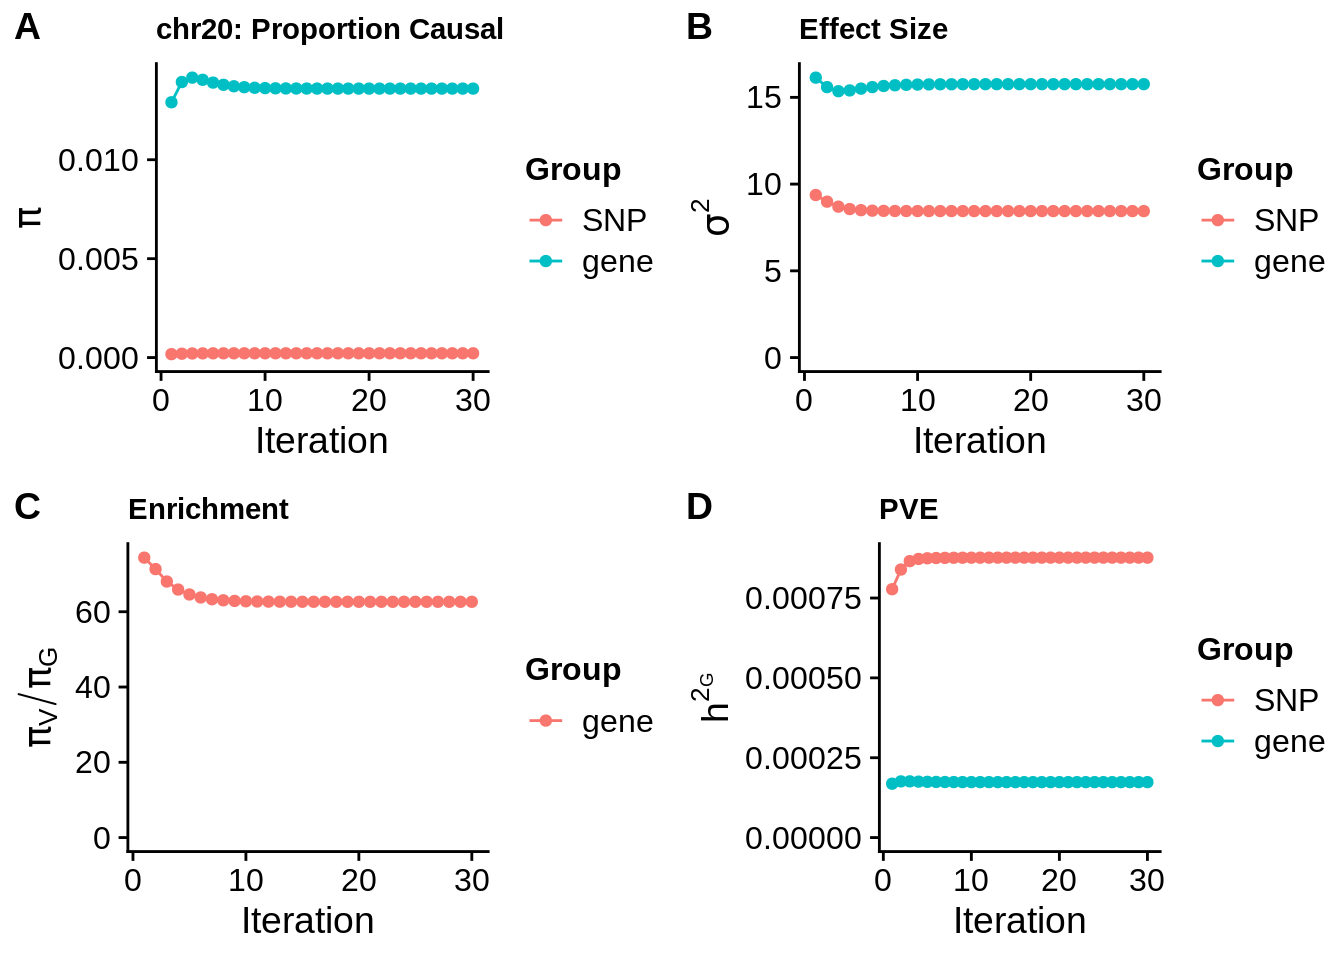 A
chr20: Proportion Causal
π
0.010
0.005
0.000
0 10 20 30
Iteration
Group
SNP
gene
B
Effect Size
σ²
15
10
5
0
0 10 20 30
Iteration
Group
SNP
gene
C
Enrichment
πV/πG
60
40
20
0
0 10 20 30
Iteration
Group
gene
D
PVE
h²G
0.00075
0.00050
0.00025
0.00000
0 10 20 30
Iteration
Group
SNP
gene